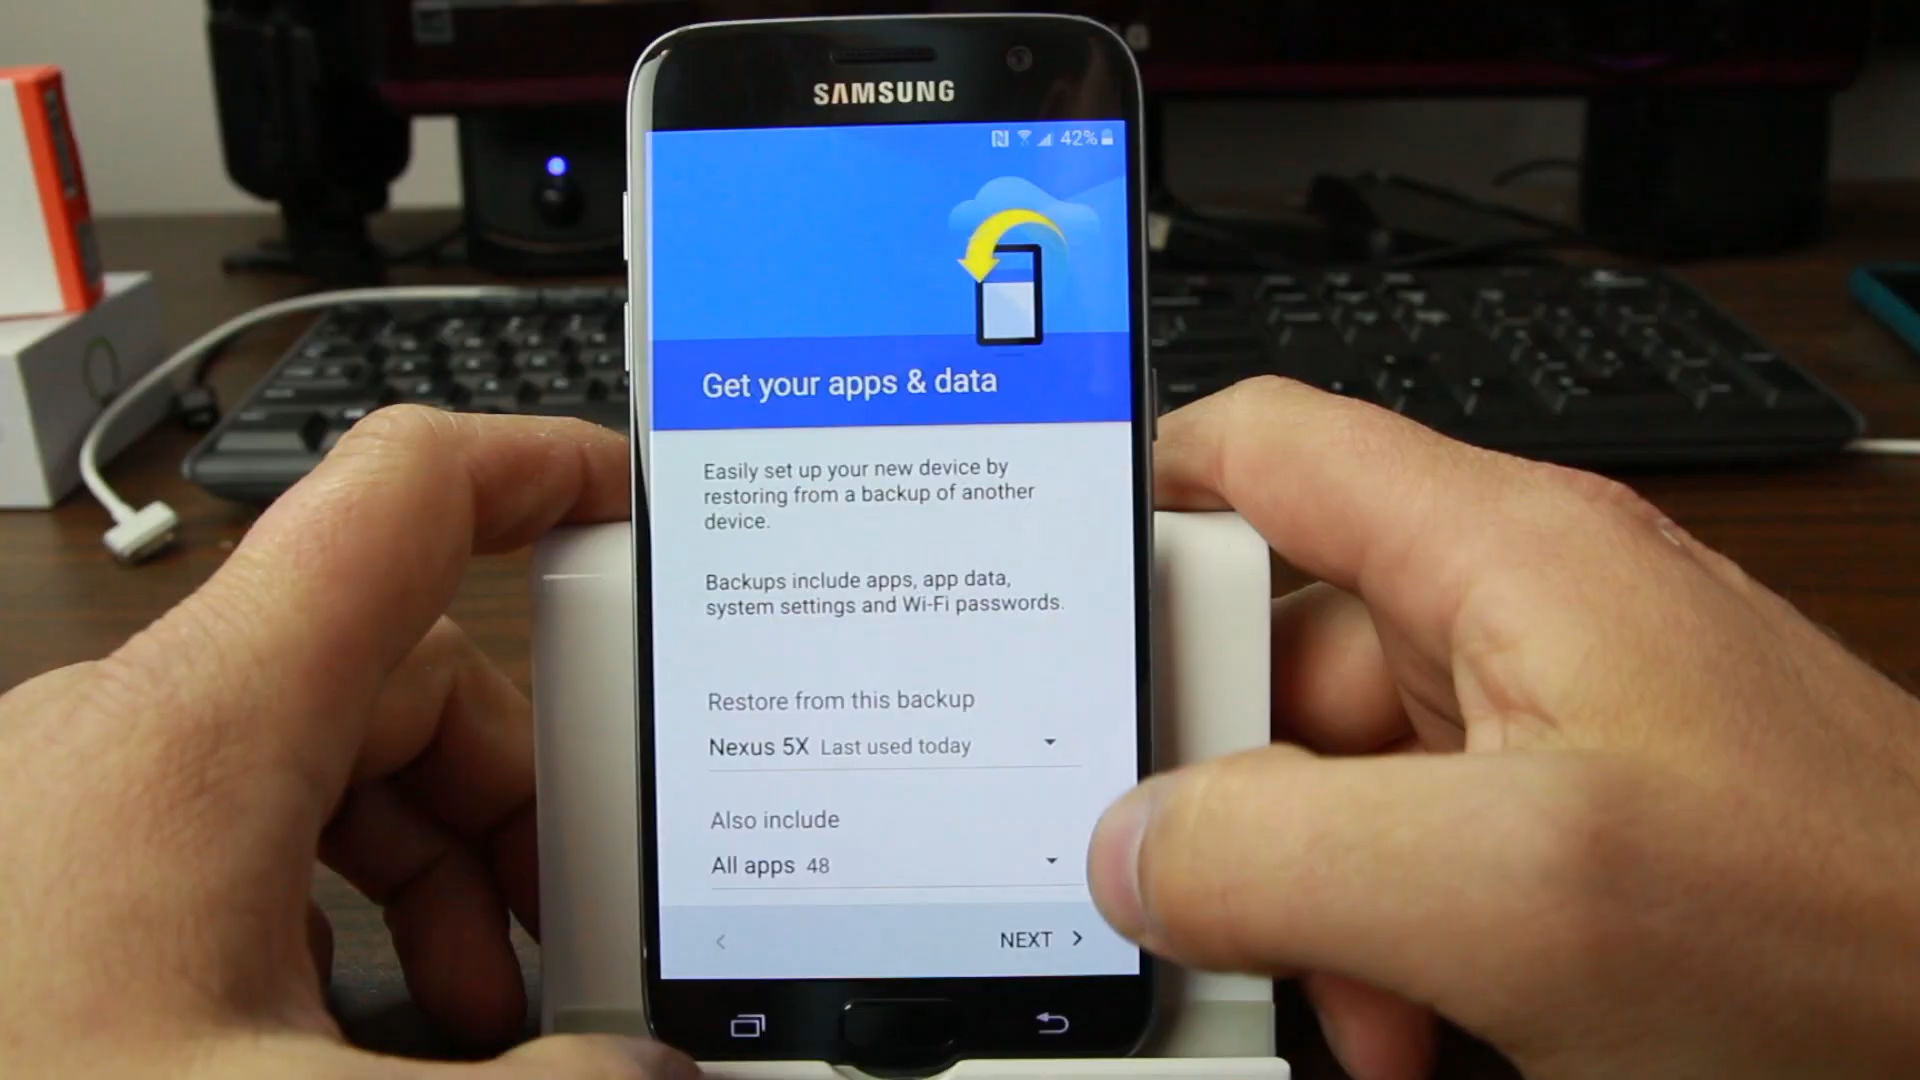 SAMSUNG
42%
Get your apps & data
Easily set up your new device by
restoring from a backup of another
device.
Backups include apps, app data,
system settings and Wi-Fi passwords.
Restore from this backup
Nexus 5X Last used today
Also include
All apps 48
NEXT